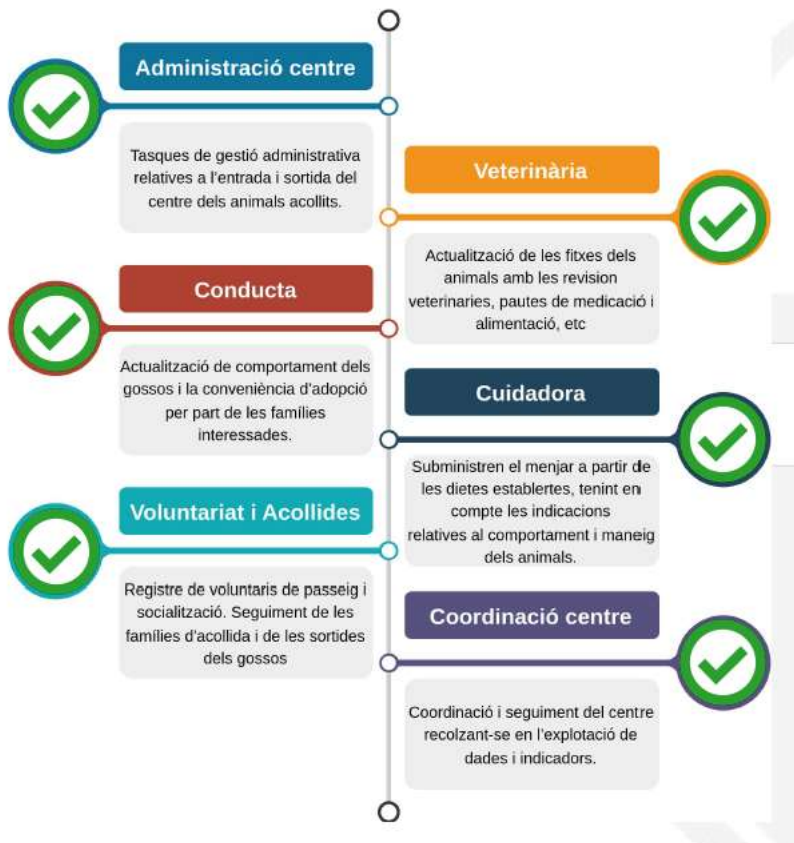 Administració centre
Tasques de gestió administrativa
relatives a l'entrada i sortida del
centre dels animals acollits.
Veterinària
Actualització de les fitxes dels
animals amb les revision
veterinaries, pautes de medicació i
alimentació, etc
Conducta
Actualització de comportament dels
gossos i la conveniència d'adopció
per part de les famílies
interessades.
Cuidadora
Subministren el menjar a partir de
les dietes establertes, tenint en
compte les indicacions
relatives al comportament i maneig
dels animals.
Voluntariat i Acollides
Registre de voluntaris de passeig i
socialització. Seguiment de les
famílies d'acollida i de les sortides
dels gossos
Coordinació centre
Coordinació i seguiment del centre
recolzant-se en l'explotació de
dades i indicadors.